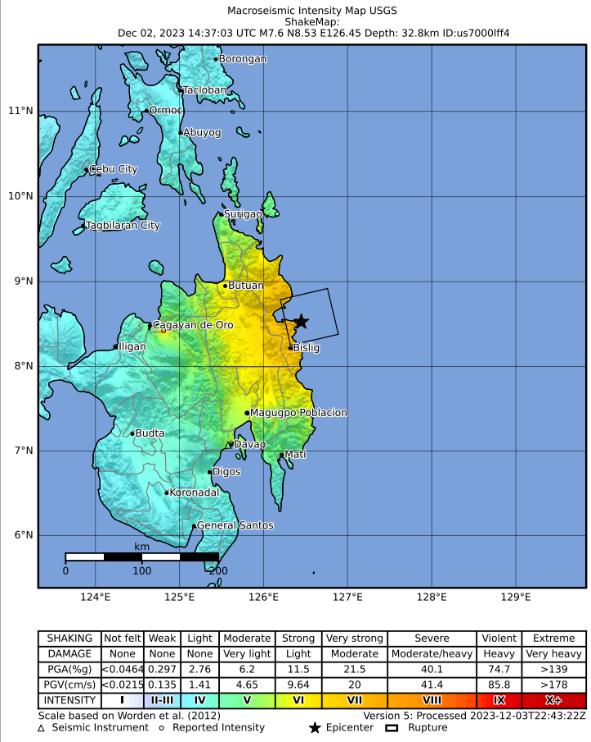 Macroseismic Intensity Map USGS
ShakeMap:
Dec 02, 2023 14:37:03 UTC M7.6 N8.53 E126.45 Depth: 32.8km ID:us7000lff4
Borongan
Tacloban
11°N
Ormoc
Abuyog
Cebu City
10°N
Surigao
Tagbilaran City
9°N
Butuan
Cagayan de Oro
Iligan
Bislig
8°N
Magugpo Poblacion
Budta
Davao
7°N
Mati
Digos
Koronadal
General Santos
6°N
km
0 100 200
124°E 125°E 126°E 127°E 128°E 129°E
SHAKING Not felt Weak Light Moderate Strong Very strong Severe Violent Extreme
DAMAGE None None None Very light Light Moderate Moderate/heavy Heavy Very heavy
PGA(%g) <0.0464 0.297 2.76 6.2 11.5 21.5 40.1 74.7 >139
PGV(cm/s) <0.0215 0.135 1.41 4.65 9.64 20 41.4 85.8 >178
INTENSITY I II-III IV V VI VII VIII IX X+
Scale based on Worden et al. (2012) Version 5: Processed 2023-12-03T22:43:22Z
△ Seismic Instrument ○ Reported Intensity ★ Epicenter Rupture